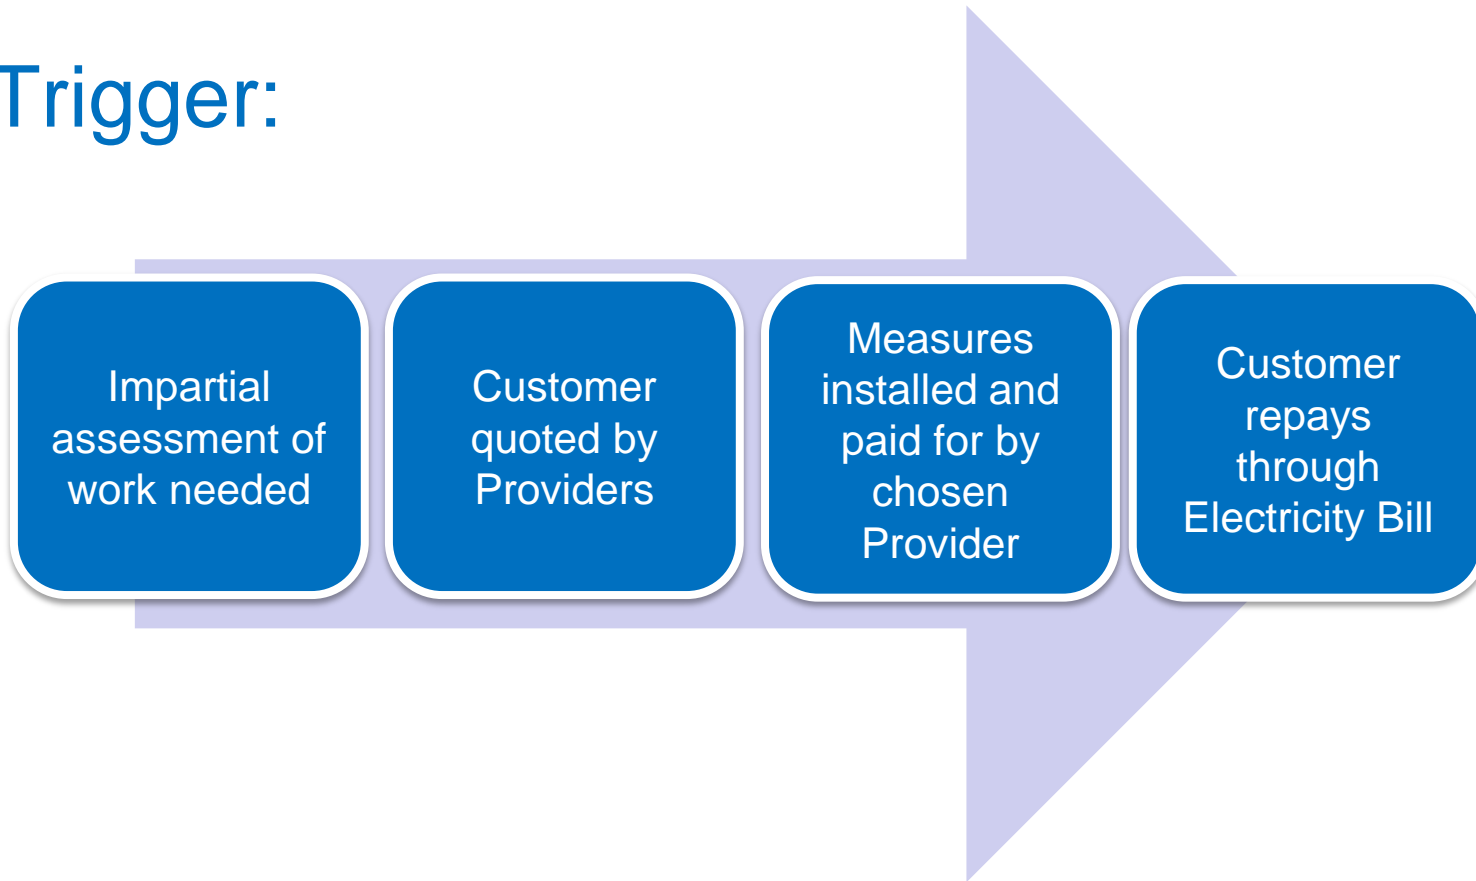 Trigger:
Impartial
assessment of
work needed
Customer
quoted by
Providers
Measures
installed and
paid for by
chosen
Provider
Customer
repays
through
Electricity Bill